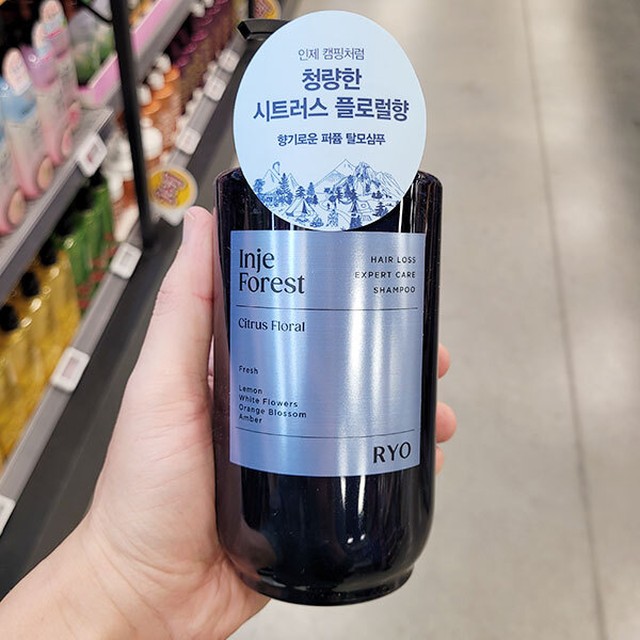 인제 캠핑처럼
청량한
시트러스 플로럴향
향기로운 퍼퓸 탈모샴푸
Inje
Forest
HAIR LOSS
EXPERT CARE
SHAMPOO
Citrus Floral
Fresh
Lemon
White Flowers
Orange Blossom
Amber
RYO